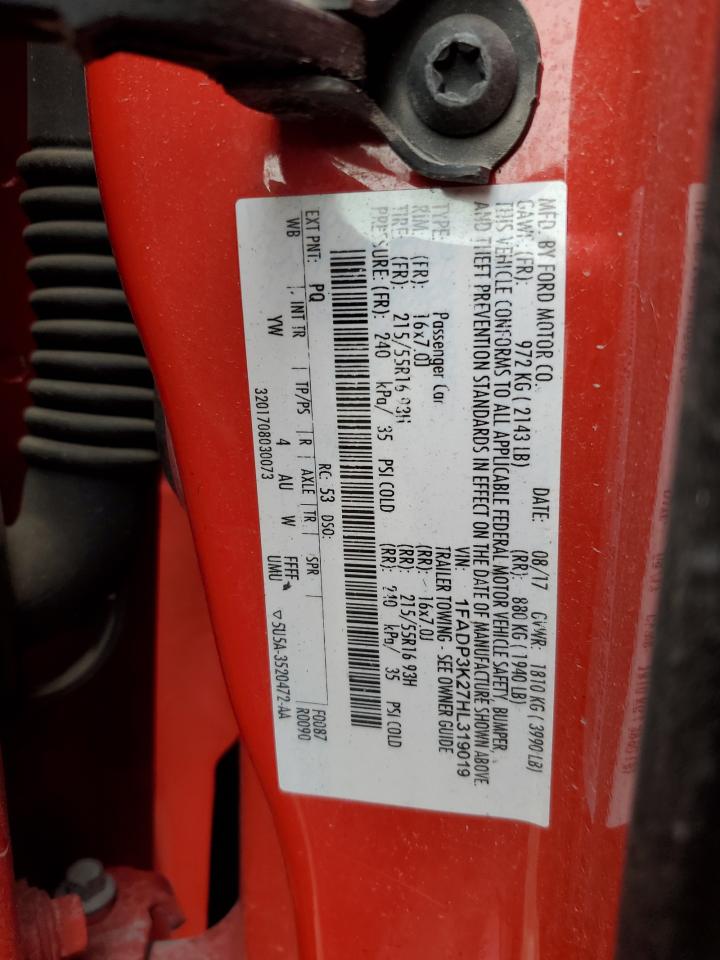 MFD. BY FORD MOTOR CO. DATE: 08/17 GVWR: 1810 KG ( 3990 LB)
GAWR (FR): 972 KG ( 2143 LB) (RR): 880 KG ( 1940 LB)
THIS VEHICLE CONFORMS TO ALL APPLICABLE FEDERAL MOTOR VEHICLE SAFETY, BUMPER,
AND THEFT PREVENTION STANDARDS IN EFFECT ON THE DATE OF MANUFACTURE SHOWN ABOVE
VIN: 1FADP3K27HL319019
TYPE: Passenger Car TRAILER TOWING - SEE OWNER GUIDE
RIM: (FR): 16x7.0J (RR): 16x7.0J
TIRE (FR): 215/55R16 93H (RR): 215/55R16 93H
PRESSURE: (FR): 240 kPa/ 35 PSI COLD (RR): 240 kPa/ 35 PSI COLD
RC: 53 DSO: F0087
EXT PNT: PQ R0090
WB INT TR TP/PS R AXLE TR SPR
YW 4 AU W FFFF
3201708030073 UMU ▽5U5A-3520472-AA